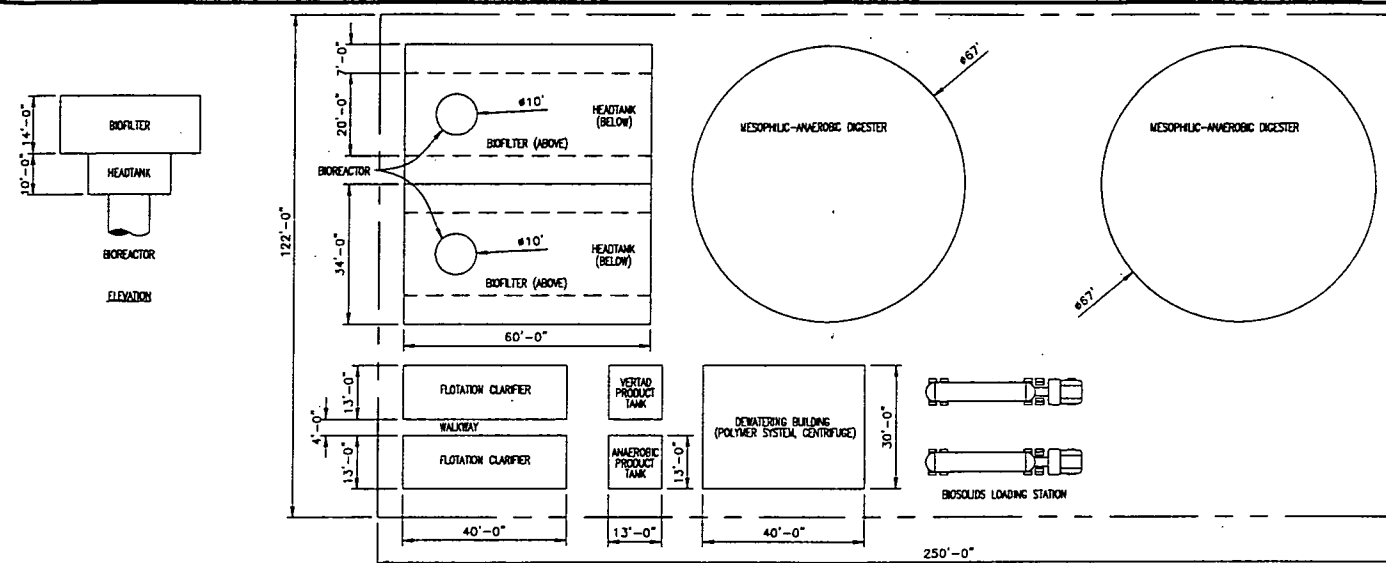 14'-0"
BIOFILTER
10'-0"
HEADTANK
BIOREACTOR
ELEVATION
122'-0"
7'-0"
20'-0"
ø10'
HEADTANK
(BELOW)
BIOFILTER (ABOVE)
BIOREACTOR
34'-0"
ø10'
HEADTANK
(BELOW)
BIOFILTER (ABOVE)
60'-0"
ø67'
MESOPHILIC-ANAEROBIC DIGESTER
MESOPHILIC-ANAEROBIC DIGESTER
ø67'
13'-0"
FLOTATION CLARIFIER
4'-0"
WALKWAY
13'-0"
FLOTATION CLARIFIER
40'-0"
VERTAD
PRODUCT
TANK
ANAEROBIC
PRODUCT
TANK
13'-0"
13'-0"
DEWATERING BUILDING
(POLYMER SYSTEM, CENTRIFUGE)
30'-0"
40'-0"
BIOSOLIDS LOADING STATION
250'-0"